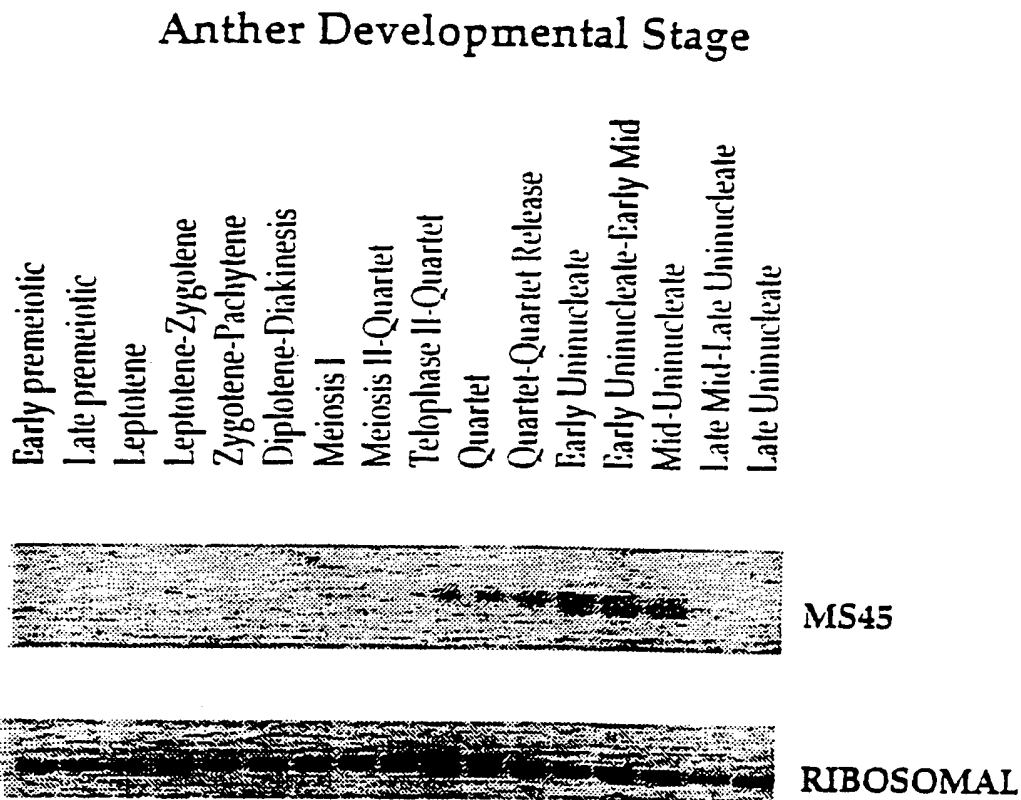 Anther Developmental Stage
Early premeiotic
Late premeiotic
Leptotene
Leptotene-Zygotene
Zygotene-Pachytene
Diplotene-Diakinesis
Meiosis I
Meiosis II-Quartet
Telophase II-Quartet
Quartet
Quartet-Quartet Release
Early Uninucleate
Early Uninucleate-Early Mid
Mid-Uninucleate
Late Mid-Late Uninucleate
Late Uninucleate
MS45
RIBOSOMAL